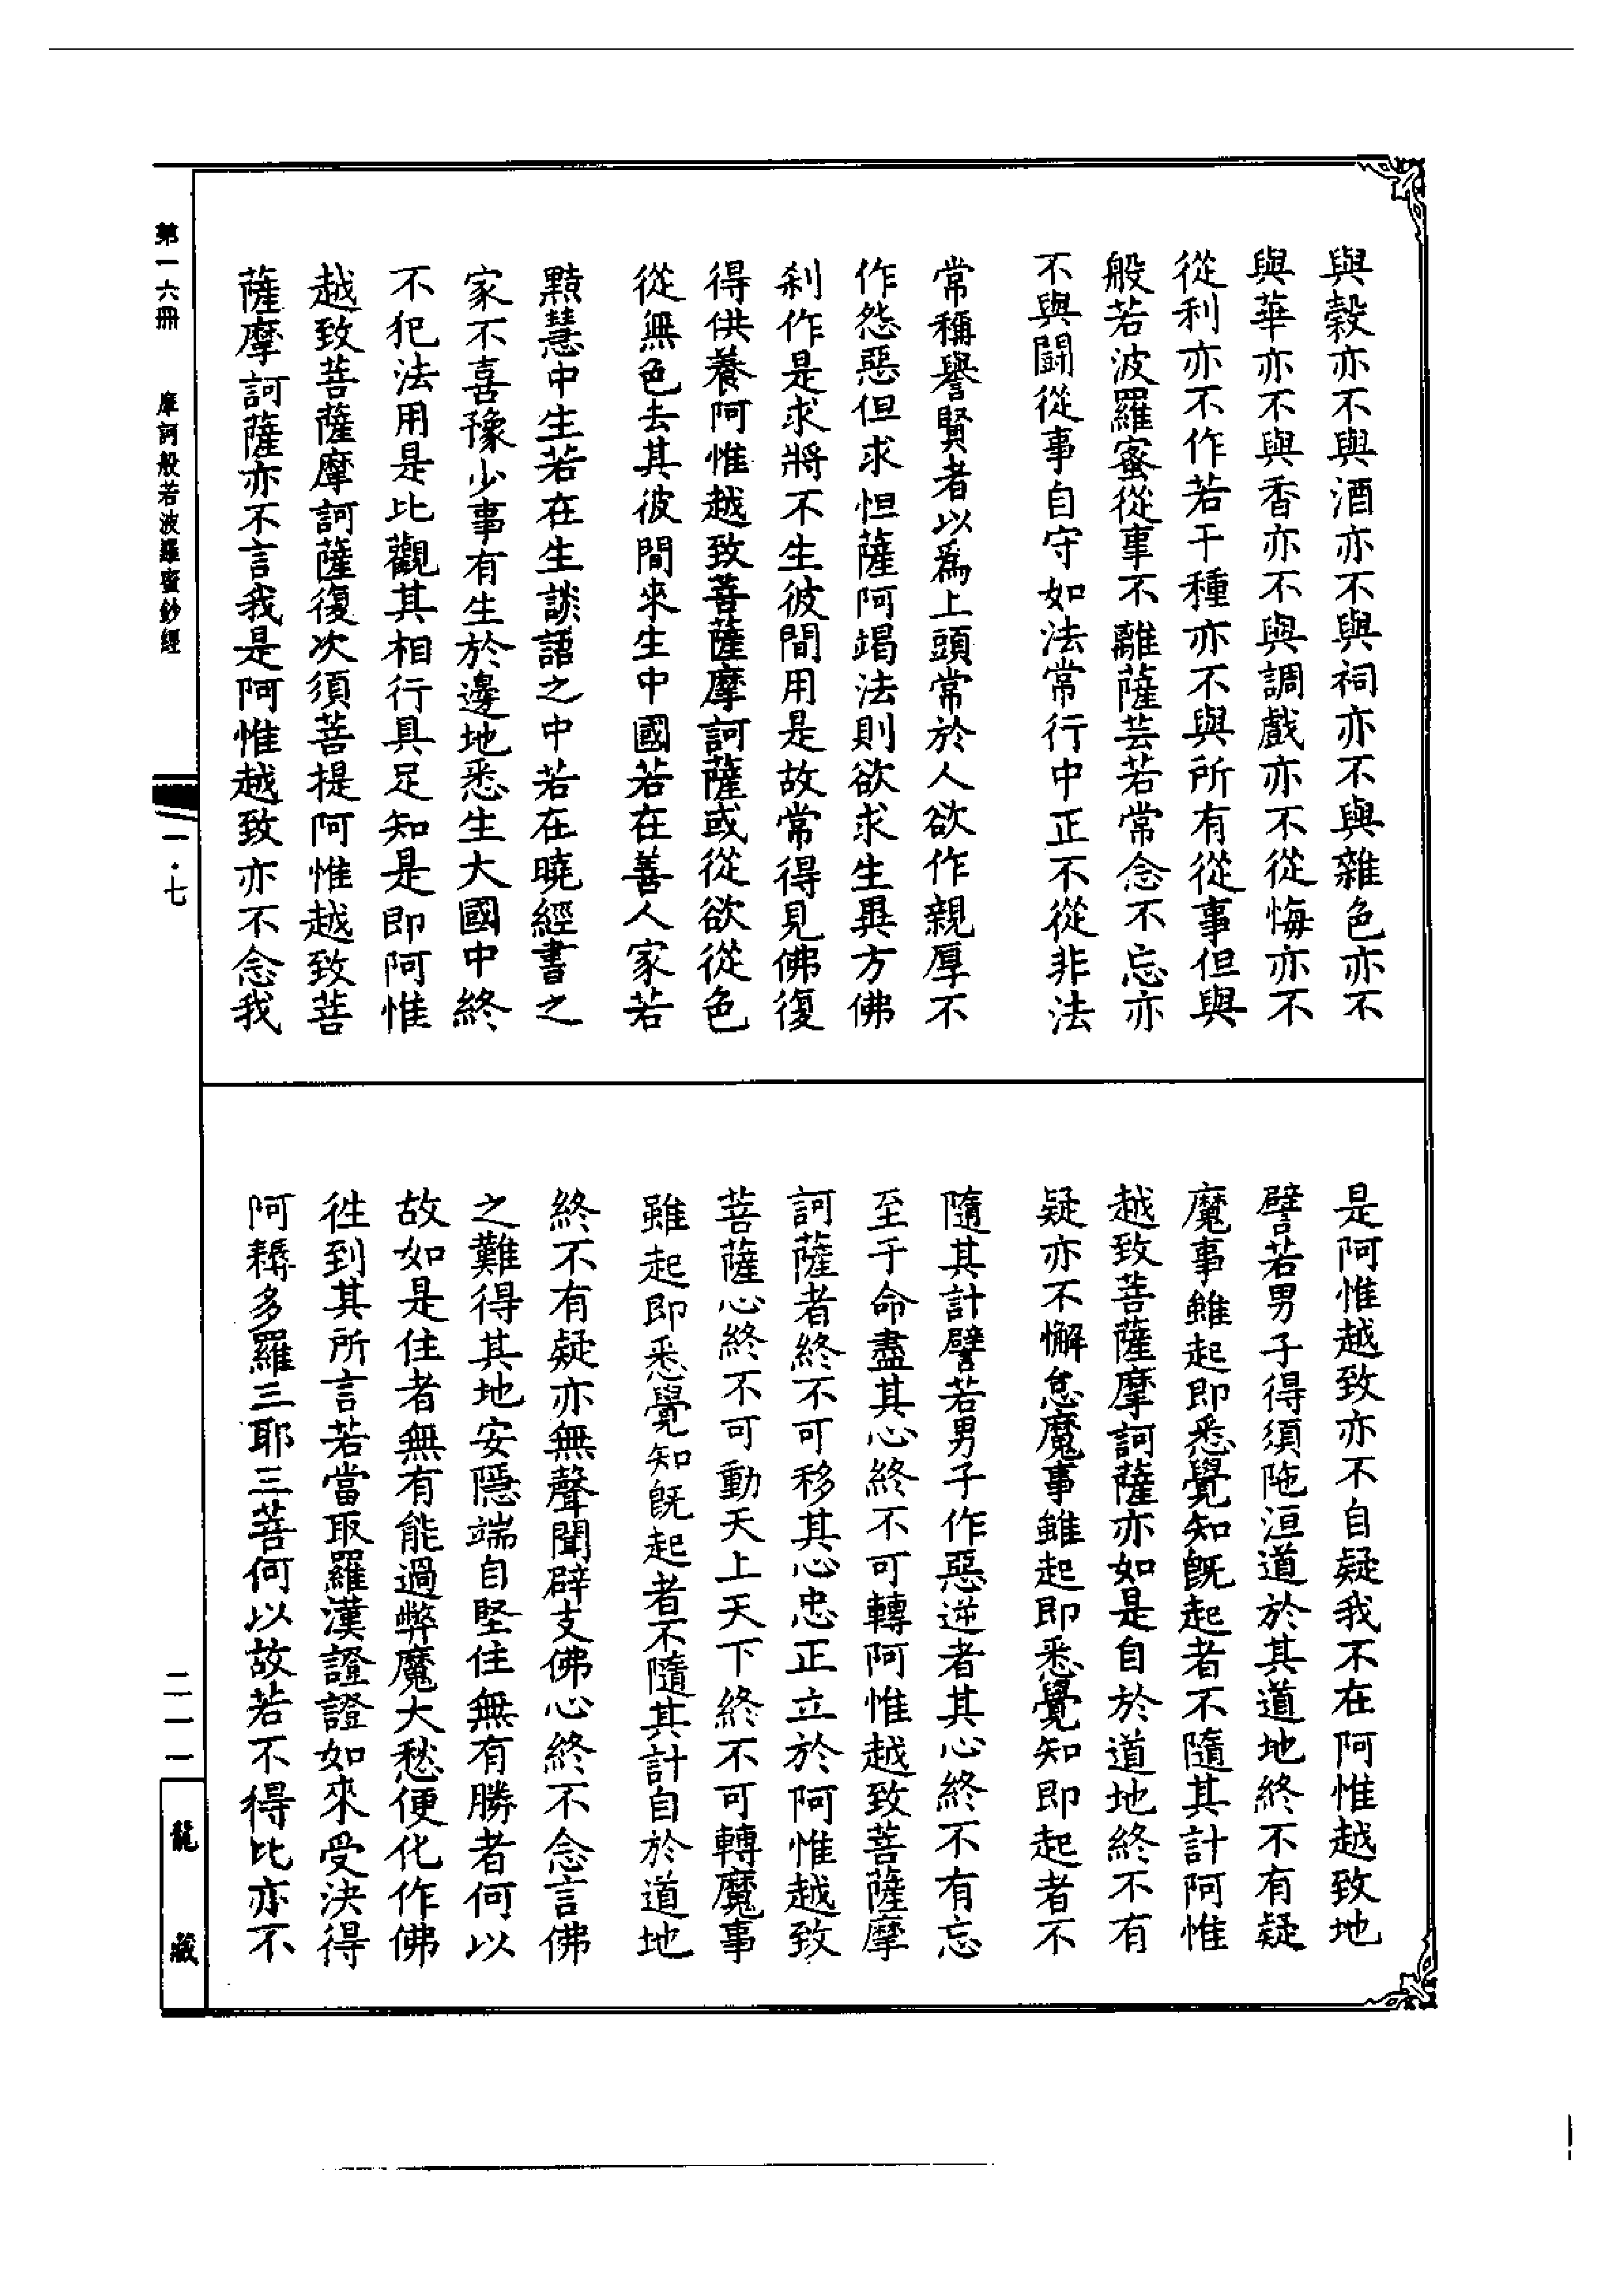 與穀亦不與酒亦不與祠亦不與雜色亦不
與華亦不與香亦不與調戲亦不從悔亦不
從利亦不作若干種亦不與所有從事但與
般若波羅蜜從事不離薩芸若常念不忘亦
不與鬪從事自守如法常行中正不從非法
常稱譽賢者以為上頭常於人欲作親厚不
作怨惡但求怛薩阿竭法則欲求生異方佛
刹作是求將不生彼間用是故常得見佛復
得供養阿惟越致菩薩摩訶薩或從欲從色
從無色去其彼間來生中國若在善人家若
黠慧中生若在生談語之中若在曉經書之
家不喜豫少事有生於邊地悉生大國中終
不犯法用是比觀其相行具足知是即阿惟
越致菩薩摩訶薩復次須菩提阿惟越致菩
薩摩訶薩亦不言我是阿惟越致亦不念我
是阿惟越致亦不自疑我不在阿惟越致地
譬若男子得須陁洹道於其道地終不有疑
魔事雖起即悉覺知旣起者不隨其計阿惟
越致菩薩摩訶薩亦如是自於道地終不有
疑亦不懈怠魔事雖起即悉覺知即起者不
隨其計譬若男子作惡逆者其心終不有忘
至于命盡其心終不可轉阿惟越致菩薩摩
訶薩者終不可移其心忠正立於阿惟越致
菩薩心終不可動天上天下終不可轉魔事
雖起即悉覺知旣起者不隨其計自於道地
終不有疑亦無聲聞辟支佛心終不念言佛
之難得其地安隱端自堅住無有勝者何以
故如是住者無有能過弊魔大愁便化作佛
徃到其所言若當取羅漢證證如來受決得
阿耨多羅三耶三菩何以故若不得比亦不
第一六冊　摩訶般若波羅蜜鈔經
一・七
二一一
龍藏